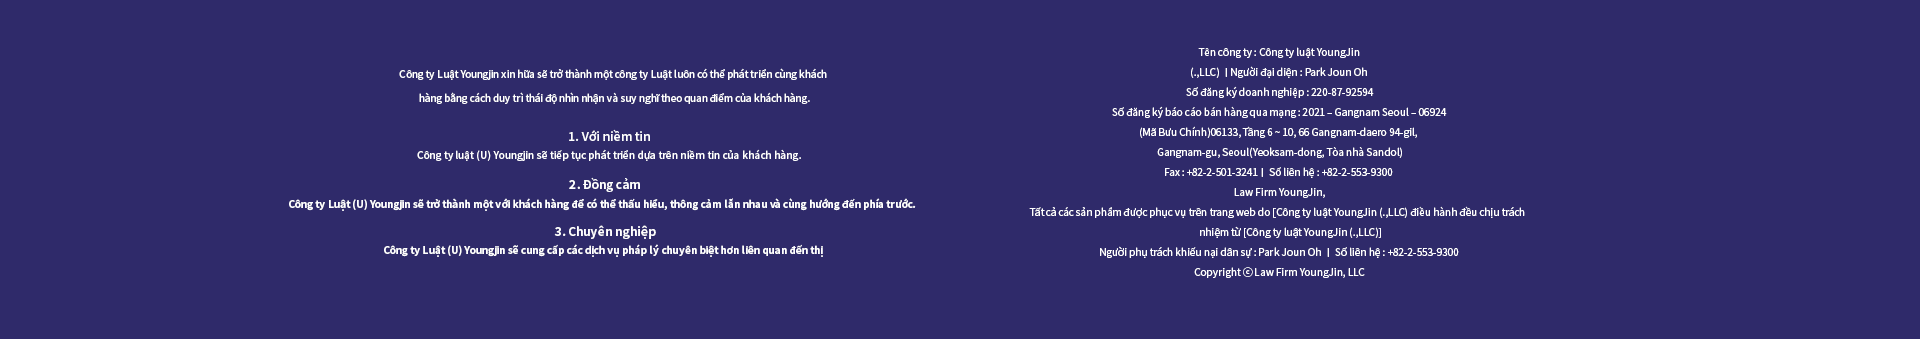 Công ty Luật Youngjin xin hữa sẽ trở thành một công ty Luật luôn có thể phát triển cùng khách
hàng bằng cách duy trì thái độ nhìn nhận và suy nghĩ theo quan điểm của khách hàng.
1. Với niềm tin
Công ty luật (U) Youngjin sẽ tiếp tục phát triển dựa trên niềm tin của khách hàng.
2. Đồng cảm
Công ty Luật (U) Youngjin sẽ trở thành một với khách hàng để có thể thấu hiểu, thông cảm lẫn nhau và cùng hướng đến phía trước.
3. Chuyên nghiệp
Công ty Luật (U) Youngjin sẽ cung cấp các dịch vụ pháp lý chuyên biệt hơn liên quan đến thị
Tên công ty : Công ty luật YoungJin
(.,LLC) | Người đại diện : Park Joun Oh
Số đăng ký doanh nghiệp : 220-87-92594
Số đăng ký báo cáo bán hàng qua mạng : 2021 – Gangnam Seoul – 06924
(Mã Bưu Chính)06133, Tầng 6 ~ 10, 66 Gangnam-daero 94-gil,
Gangnam-gu, Seoul(Yeoksam-dong, Tòa nhà Sandol)
Fax : +82-2-501-3241 | Số liên hệ : +82-2-553-9300
Law Firm YoungJin,
Tất cả các sản phẩm được phục vụ trên trang web do [Công ty luật YoungJin (.,LLC) điều hành đều chịu trách
nhiệm từ [Công ty luật YoungJin (.,LLC)]
Người phụ trách khiếu nại dân sự : Park Joun Oh | Số liên hệ : +82-2-553-9300
Copyright ⓒ Law Firm YoungJin, LLC